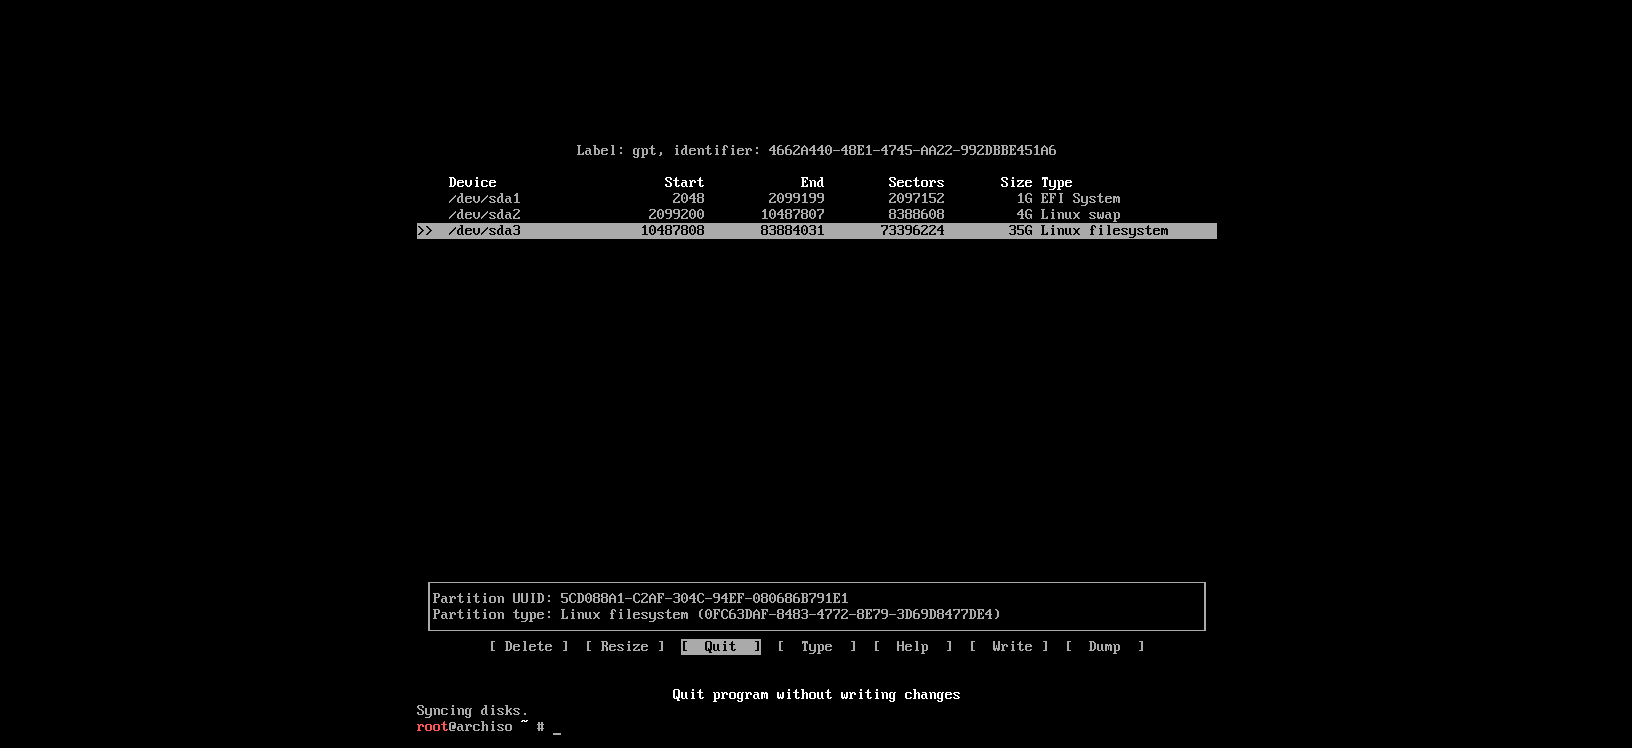 Label: gpt, identifier: 4662A440-48E1-4745-AA22-992DBBE451A6
Device Start End Sectors Size Type
/dev/sda1 2048 2099199 2097152 1G EFI System
/dev/sda2 2099200 10487807 8388608 4G Linux swap
>> /dev/sda3 10487808 83884031 73396224 35G Linux filesystem
Partition UUID: 5CD088A1-C2AF-304C-94EF-080686B791E1
Partition type: Linux filesystem (0FC63DAF-8483-4772-8E79-3D69D8477DE4)
[ Delete ] [ Resize ] [ Quit ] [ Type ] [ Help ] [ Write ] [ Dump ]
Quit program without writing changes
Syncing disks.
root@archiso ~ # _